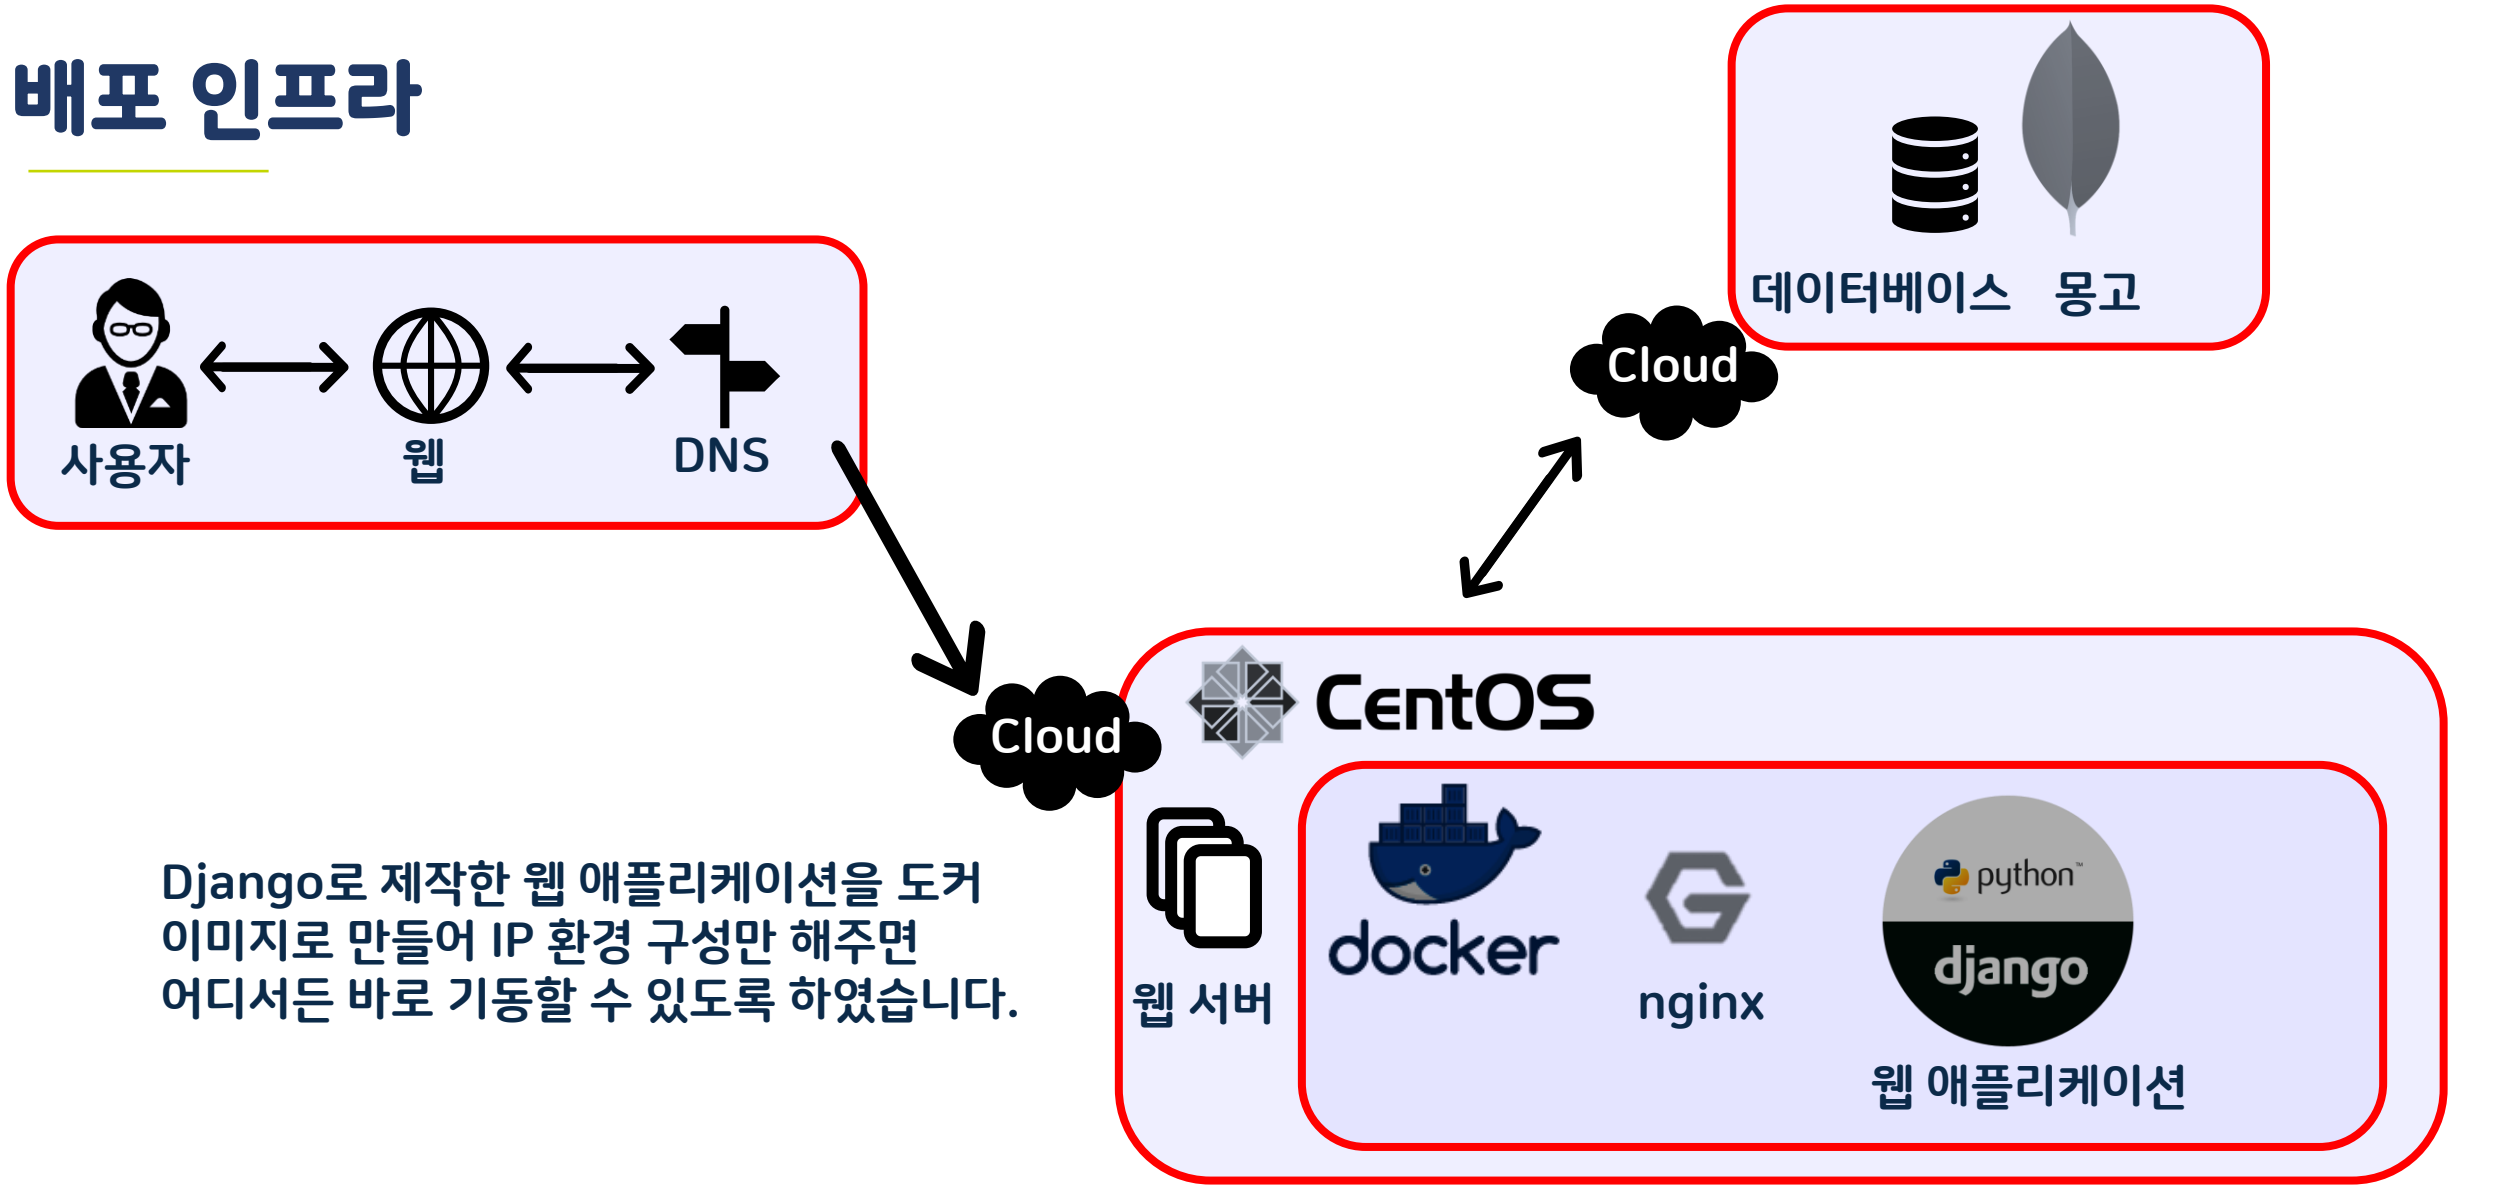 배포 인프라
사용자
웹
DNS
Cloud
데이터베이스 몽고
Cloud
CentOS
웹 서버
docker
nginx
python™
django
웹 애플리케이션
Django로 제작한 웹 애플리케이션을 도커
이미지로 만들어 IP 환경 구성만 해주면
어디서든 바로 기동할 수 있도록 하였습니다.